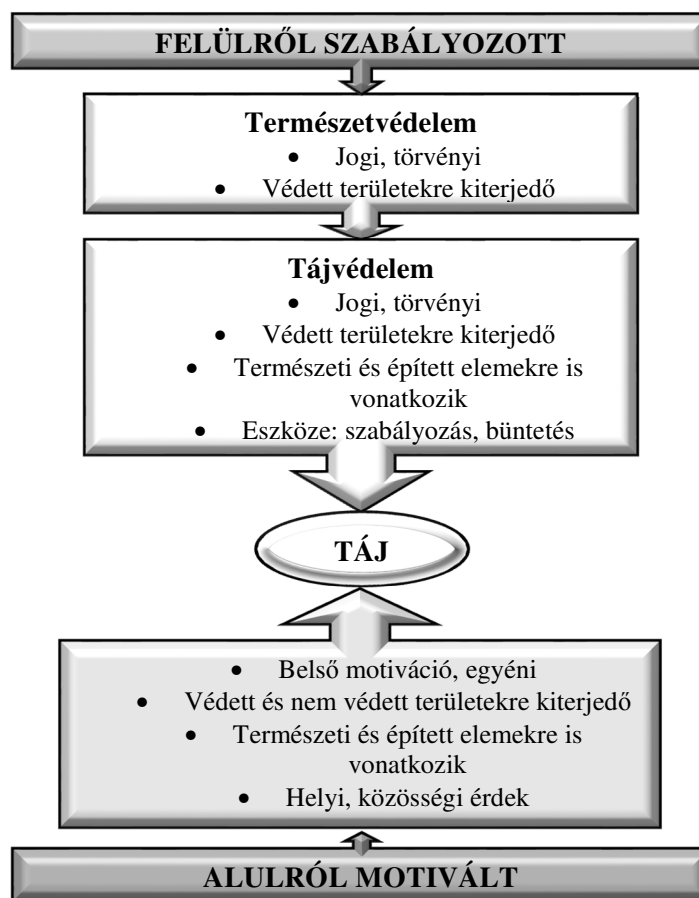 FELÜLRŐL SZABÁLYOZOTT
Természetvédelem
• Jogi, törvényi
• Védett területekre kiterjedő
Tájvédelem
• Jogi, törvényi
• Védett területekre kiterjedő
• Természeti és épített elemekre is
vonatkozik
• Eszköze: szabályozás, büntetés
TÁJ
• Belső motiváció, egyéni
• Védett és nem védett területekre kiterjedő
• Természeti és épített elemekre is
vonatkozik
• Helyi, közösségi érdek
ALULRÓL MOTIVÁLT